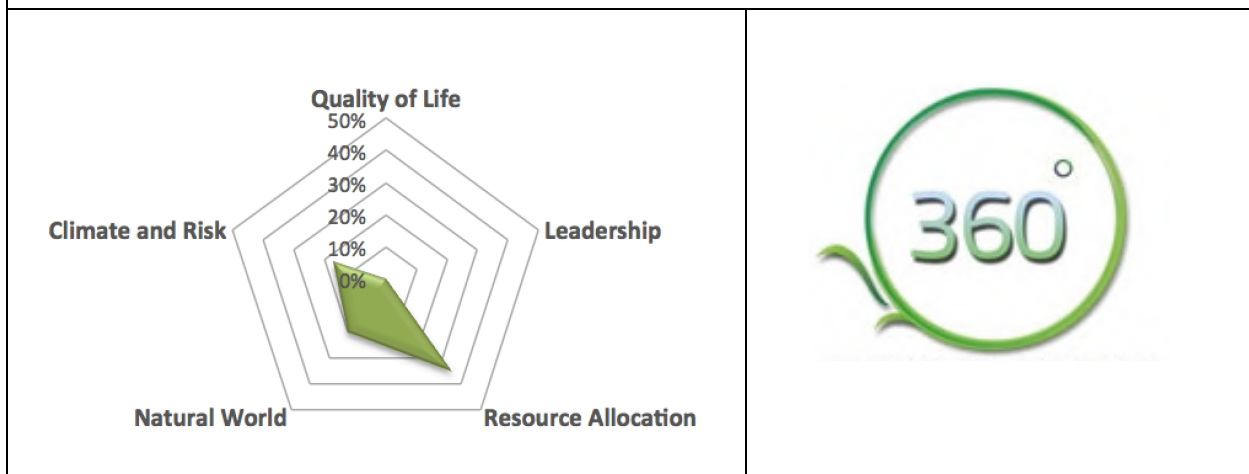 Quality of Life
50%
40%
30%
20%
10%
0%
Climate and Risk
Leadership
Natural World
Resource Allocation
360°